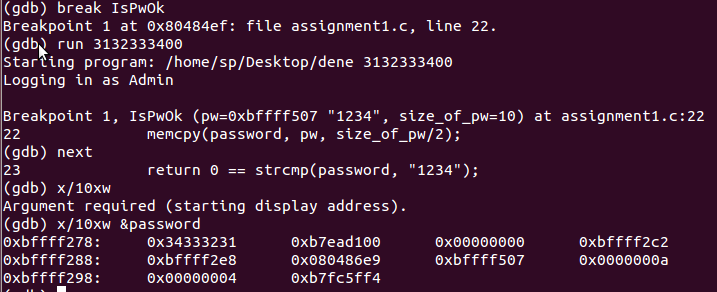 (gdb) break IsPwOk
Breakpoint 1 at 0x80484ef: file assignment1.c, line 22.
(gdb) run 3132333400
Starting program: /home/sp/Desktop/dene 3132333400
Logging in as Admin
Breakpoint 1, IsPwOk (pw=0xbffff507 "1234", size_of_pw=10) at assignment1.c:22
22 memcpy(password, pw, size_of_pw/2);
(gdb) next
23 return 0 == strcmp(password, "1234");
(gdb) x/10xw
Argument required (starting display address).
(gdb) x/10xw &password
0xbffff278: 0x34333231 0xb7ead100 0x00000000 0xbffff2c2
0xbffff288: 0xbffff2e8 0x080486e9 0xbffff507 0x0000000a
0xbffff298: 0x00000004 0xb7fc5ff4
(gdb)